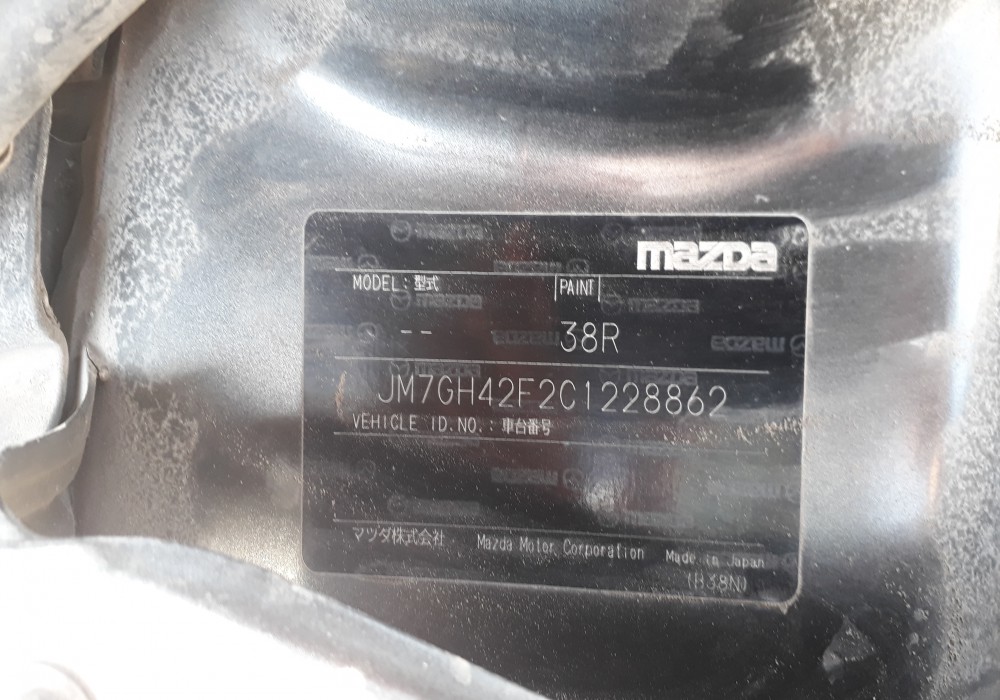 mazda
MODEL : 型式 PAINT
-- 38R
JM7GH42F2C1228862
VEHICLE ID.NO. : 車台番号
マツダ株式会社 Mazda Motor Corporation Made in Japan
(B38N)